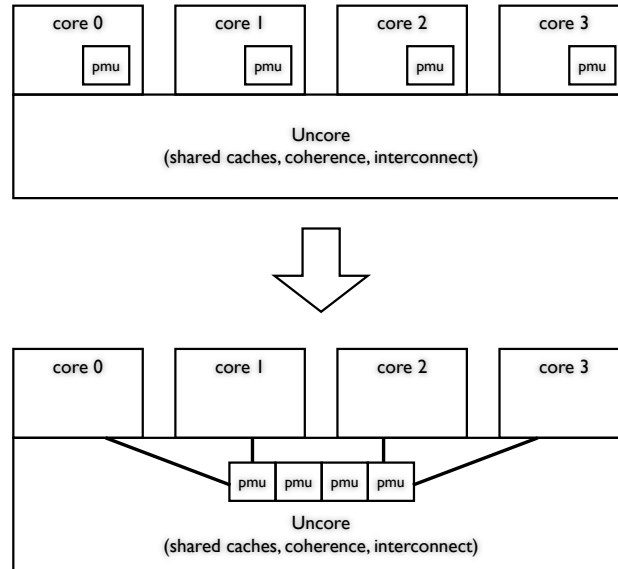 core 0
core 1
core 2
core 3
pmu
pmu
pmu
pmu
Uncore
(shared caches, coherence, interconnect)
core 0
core 1
core 2
core 3
pmu
pmu
pmu
pmu
Uncore
(shared caches, coherence, interconnect)